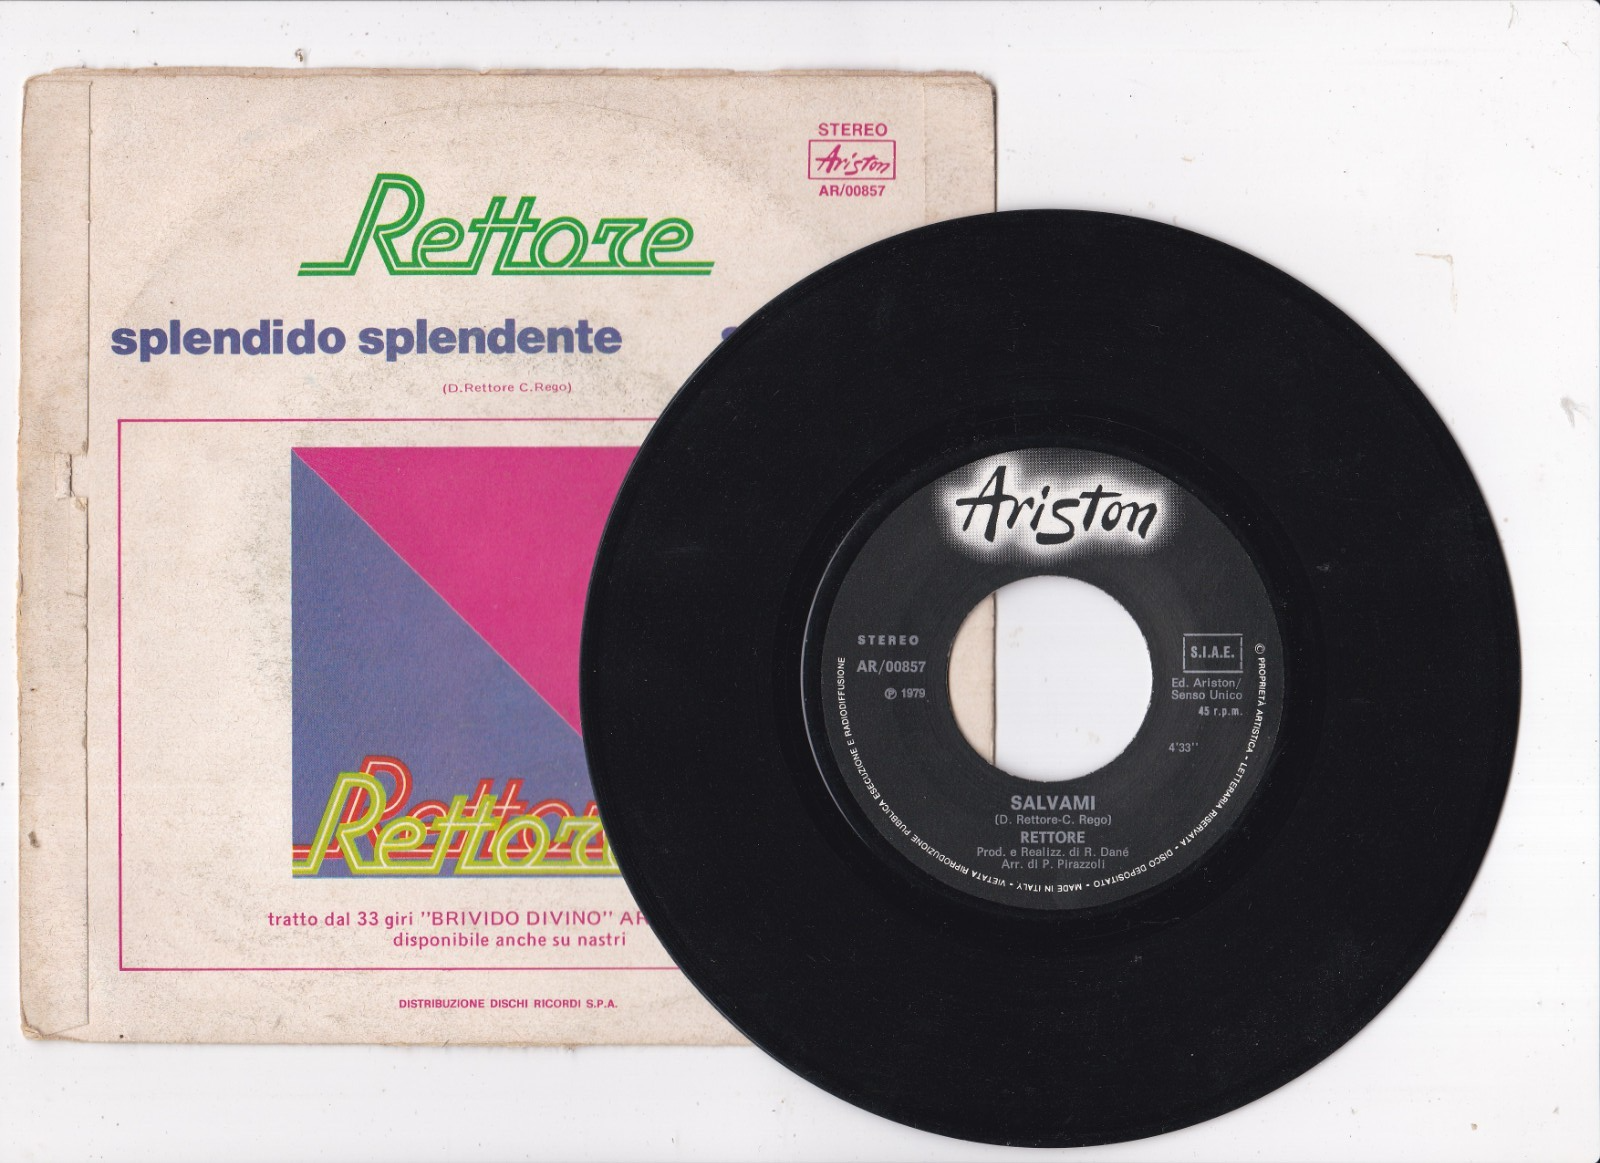 STEREO
Ariston
AR/00857
Rettore
splendido splendente
(D.Rettore C.Rego)
Rettore
Rettore
tratto dal 33 giri "BRIVIDO DIVINO" AR
disponibile anche su nastri
DISTRIBUZIONE DISCHI RICORDI S.P.A.
Ariston
STEREO
AR/00857
℗ 1979
S.I.A.E.
Ed. Ariston/
Senso Unico
45 r.p.m.
4'33''
SALVAMI
(D. Rettore-C. Rego)
RETTORE
Prod. e Realizz. di R. Dané
Arr. di P. Pirazzoli
© PROPRIETÀ ARTISTICA - LETTERARIA RISERVATA - DISCO DEPOSITATO - MADE IN ITALY - VIETATA RIPRODUZIONE PUBBLICA ESECUZIONE E RADIODIFFUSIONE